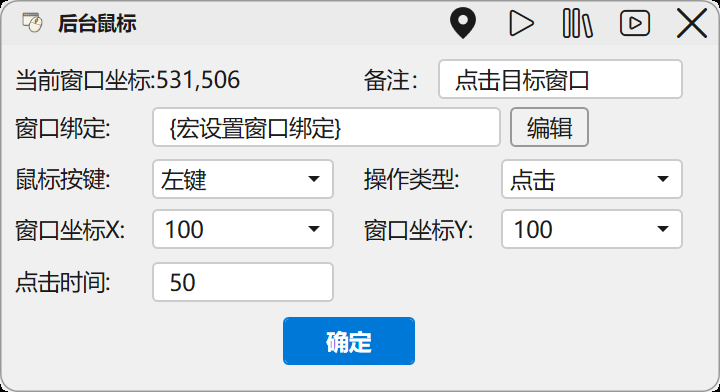 后台鼠标
当前窗口坐标:531,506 备注: 点击目标窗口
窗口绑定: {宏设置窗口绑定} 编辑
鼠标按键: 左键 操作类型: 点击
窗口坐标X: 100 窗口坐标Y: 100
点击时间: 50
确定